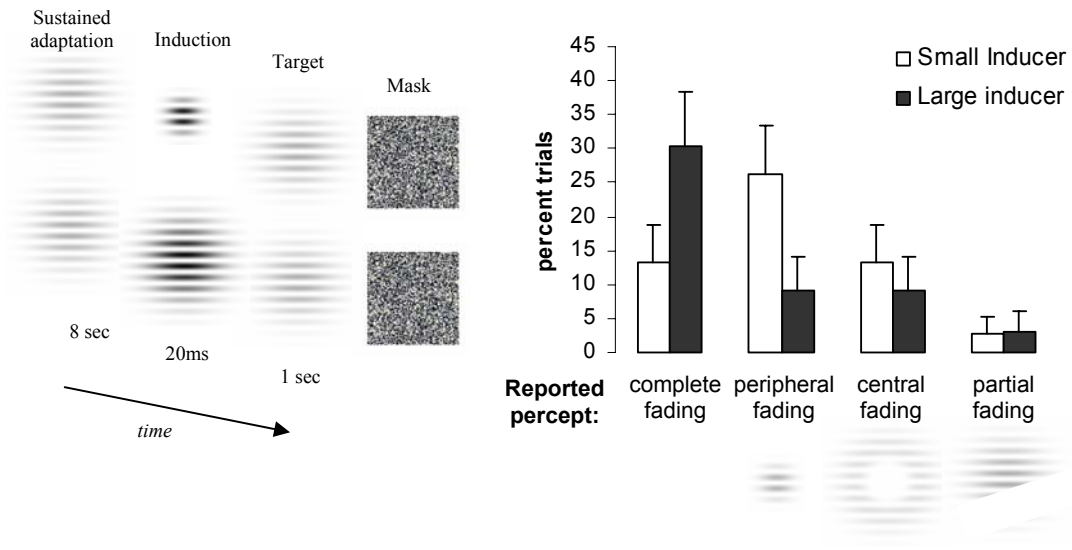 Sustained
adaptation
Induction
Target
Mask
8 sec
20ms
1 sec
time
percent trials
45
40
35
30
25
20
15
10
5
0
Small Inducer
Large inducer
Reported
percept:
complete
fading
peripheral
fading
central
fading
partial
fading